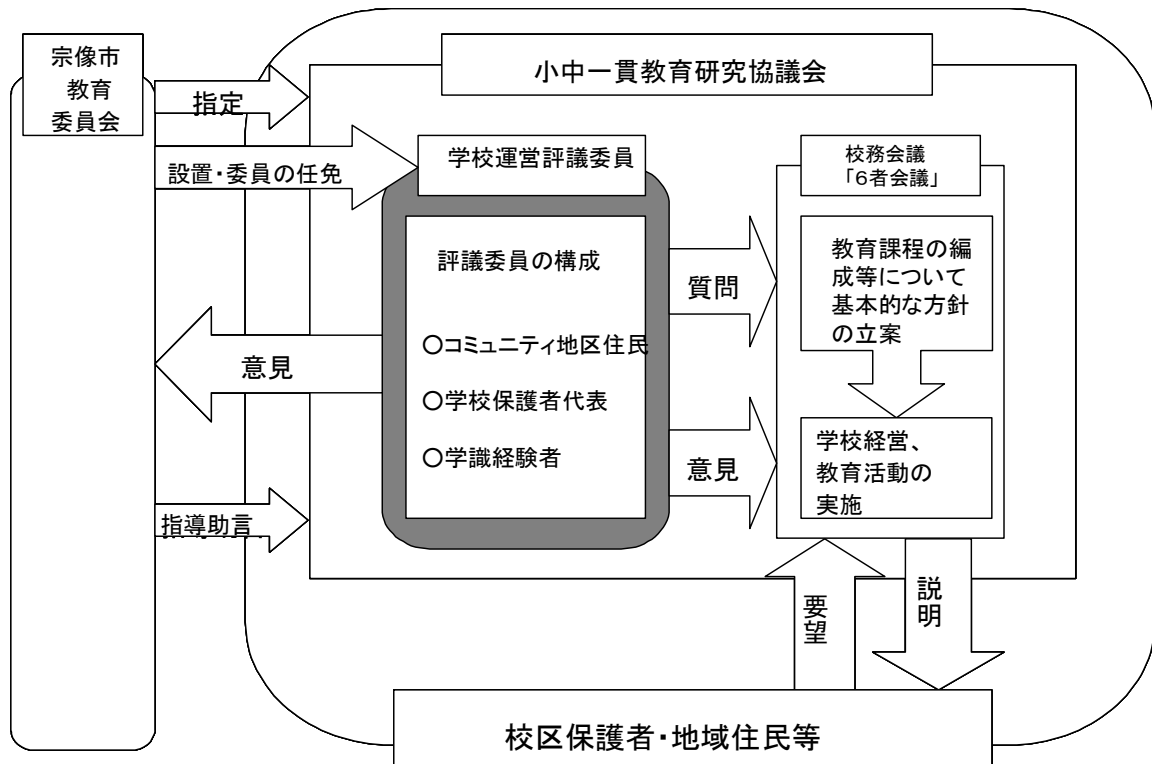 宗像市
教育
委員会
小中一貫教育研究協議会
指定
設置・委員の任免
学校運営評議委員
校務会議
「6者会議」
評議委員の構成
○コミュニティ地区住民
○学校保護者代表
○学識経験者
質問
教育課程の編
成等について
基本的な方針
の立案
意見
意見
学校経営、
教育活動の
実施
指導助言
要望
説明
校区保護者・地域住民等